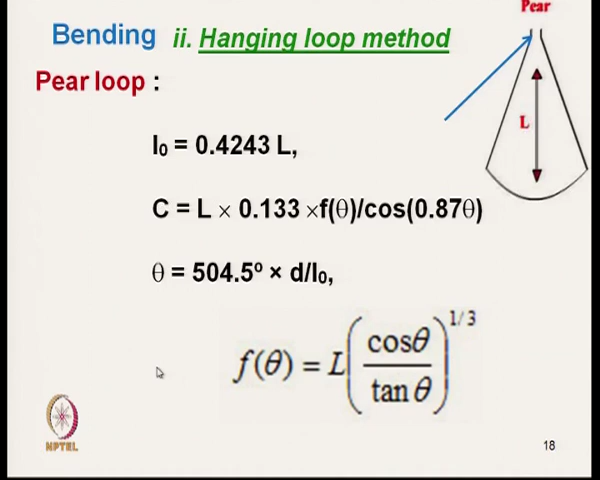 Pear
Bending ii. Hanging loop method
Pear loop :
L
l₀ = 0.4243 L,
C = L × 0.133 ×f(θ)/cos(0.87θ)
θ = 504.5º × d/l₀,
f(θ) = L(cosθ/tan θ)^1/3
NPTEL
18